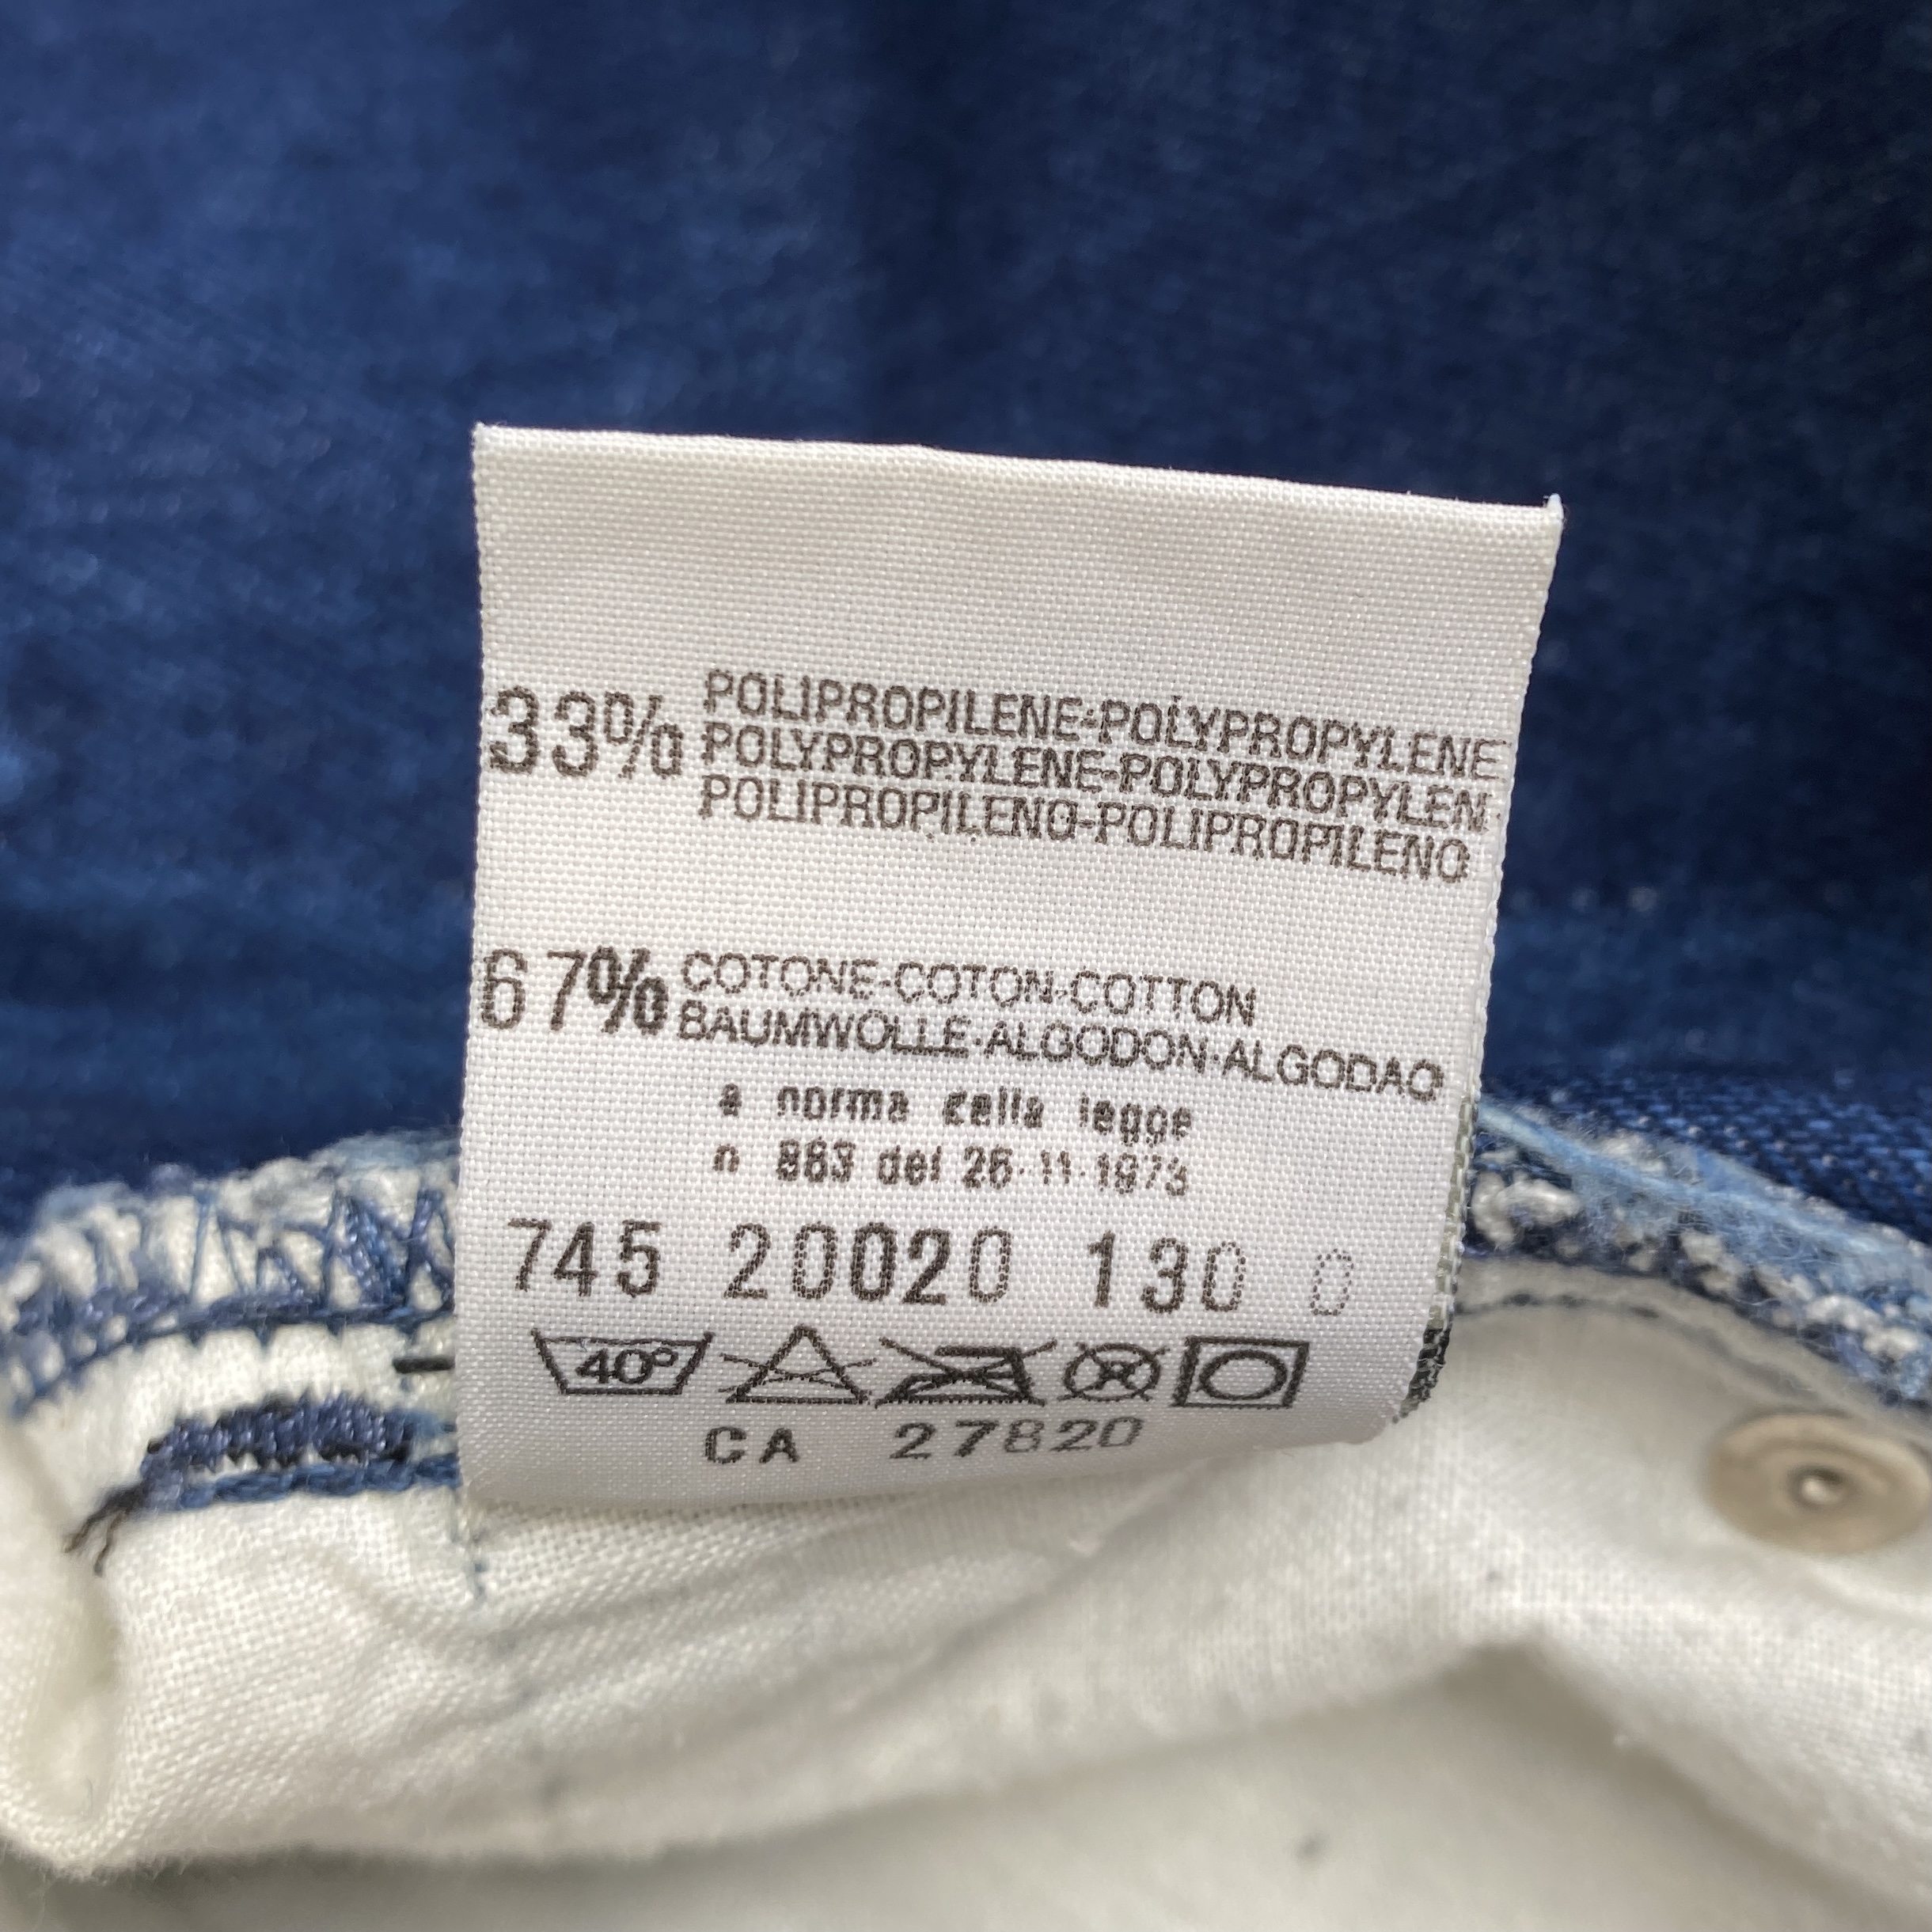 33% POLIPROPILENE-POLYPROPYLENE
POLYPROPYLENE-POLYPROPYLEN
POLIPROPILENO-POLIPROPILENO
67% COTONE-COTON-COTTON
BAUMWOLLE-ALGODON-ALGODAO
a norma cella legge
n 883 del 26-11-1973
745 20020 130 0
40°
R
CA 27820